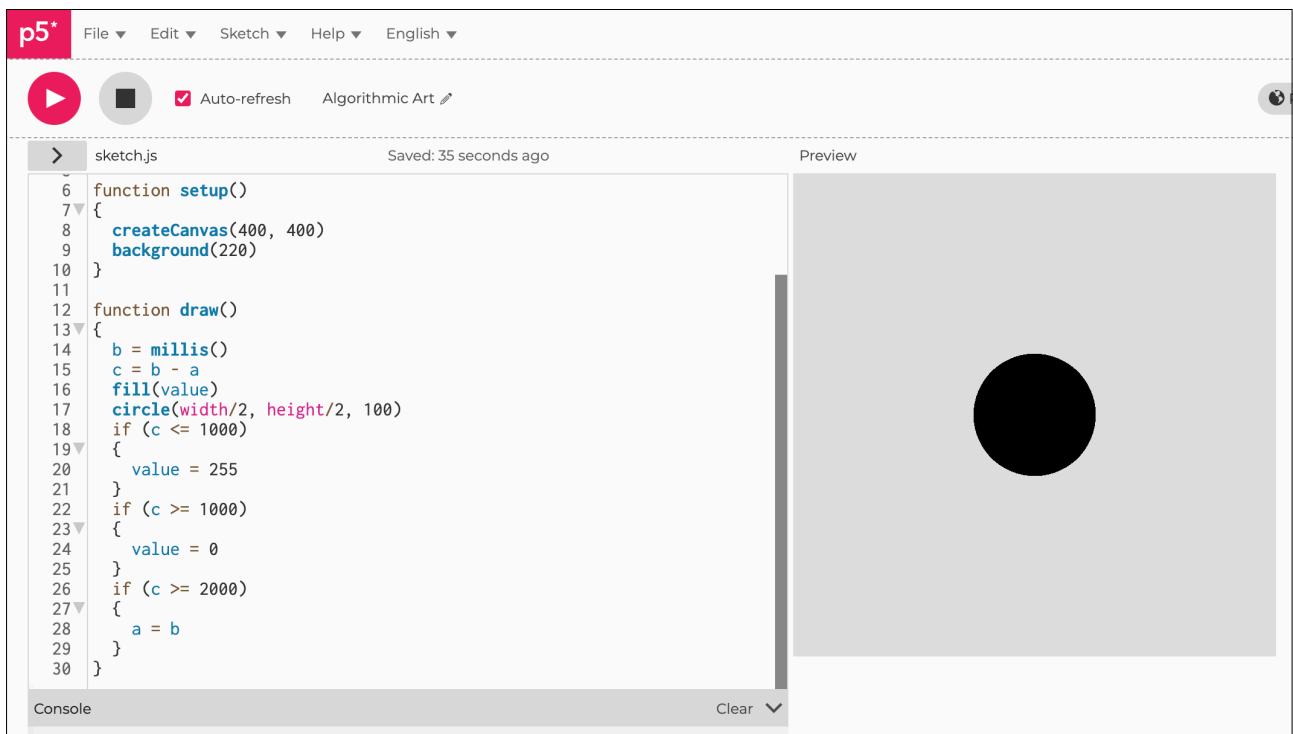 p5* File Edit Sketch Help English
Auto-refresh Algorithmic Art
sketch.js Saved: 35 seconds ago Preview
6 function setup()
7 {
8 createCanvas(400, 400)
9 background(220)
10 }
11
12 function draw()
13 {
14 b = millis()
15 c = b - a
16 fill(value)
17 circle(width/2, height/2, 100)
18 if (c <= 1000)
19 {
20 value = 255
21 }
22 if (c >= 1000)
23 {
24 value = 0
25 }
26 if (c >= 2000)
27 {
28 a = b
29 }
30 }
Console Clear